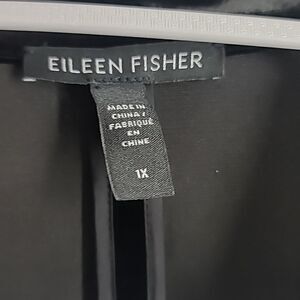 EILEEN FISHER
MADE IN
CHINA /
FABRIQUÉ
EN
CHINE
1X